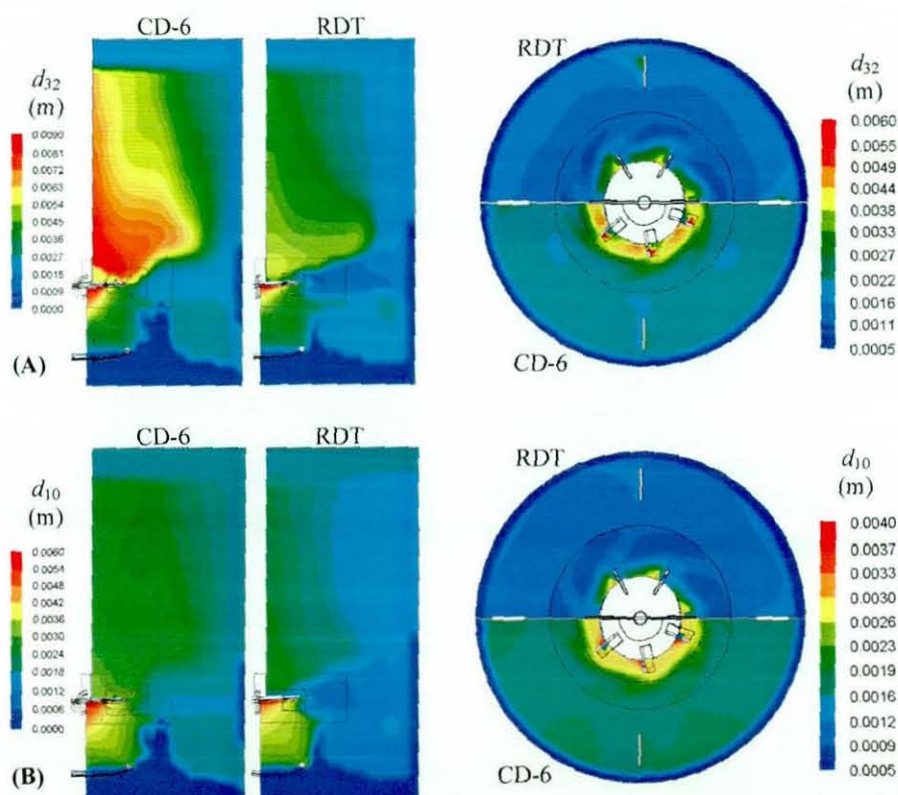 CD-6 RDT
d32
(m)
0.0090
0.0081
0.0072
0.0063
0.0054
0.0045
0.0036
0.0027
0.0018
0.0009
0.0000
(A)
RDT
CD-6
d32
(m)
0.0060
0.0055
0.0049
0.0044
0.0038
0.0033
0.0027
0.0022
0.0016
0.0011
0.0005
CD-6 RDT
d10
(m)
0.0060
0.0054
0.0048
0.0042
0.0036
0.0030
0.0024
0.0018
0.0012
0.0006
0.0000
(B)
RDT
CD-6
d10
(m)
0.0040
0.0037
0.0033
0.0030
0.0026
0.0023
0.0019
0.0016
0.0012
0.0009
0.0005